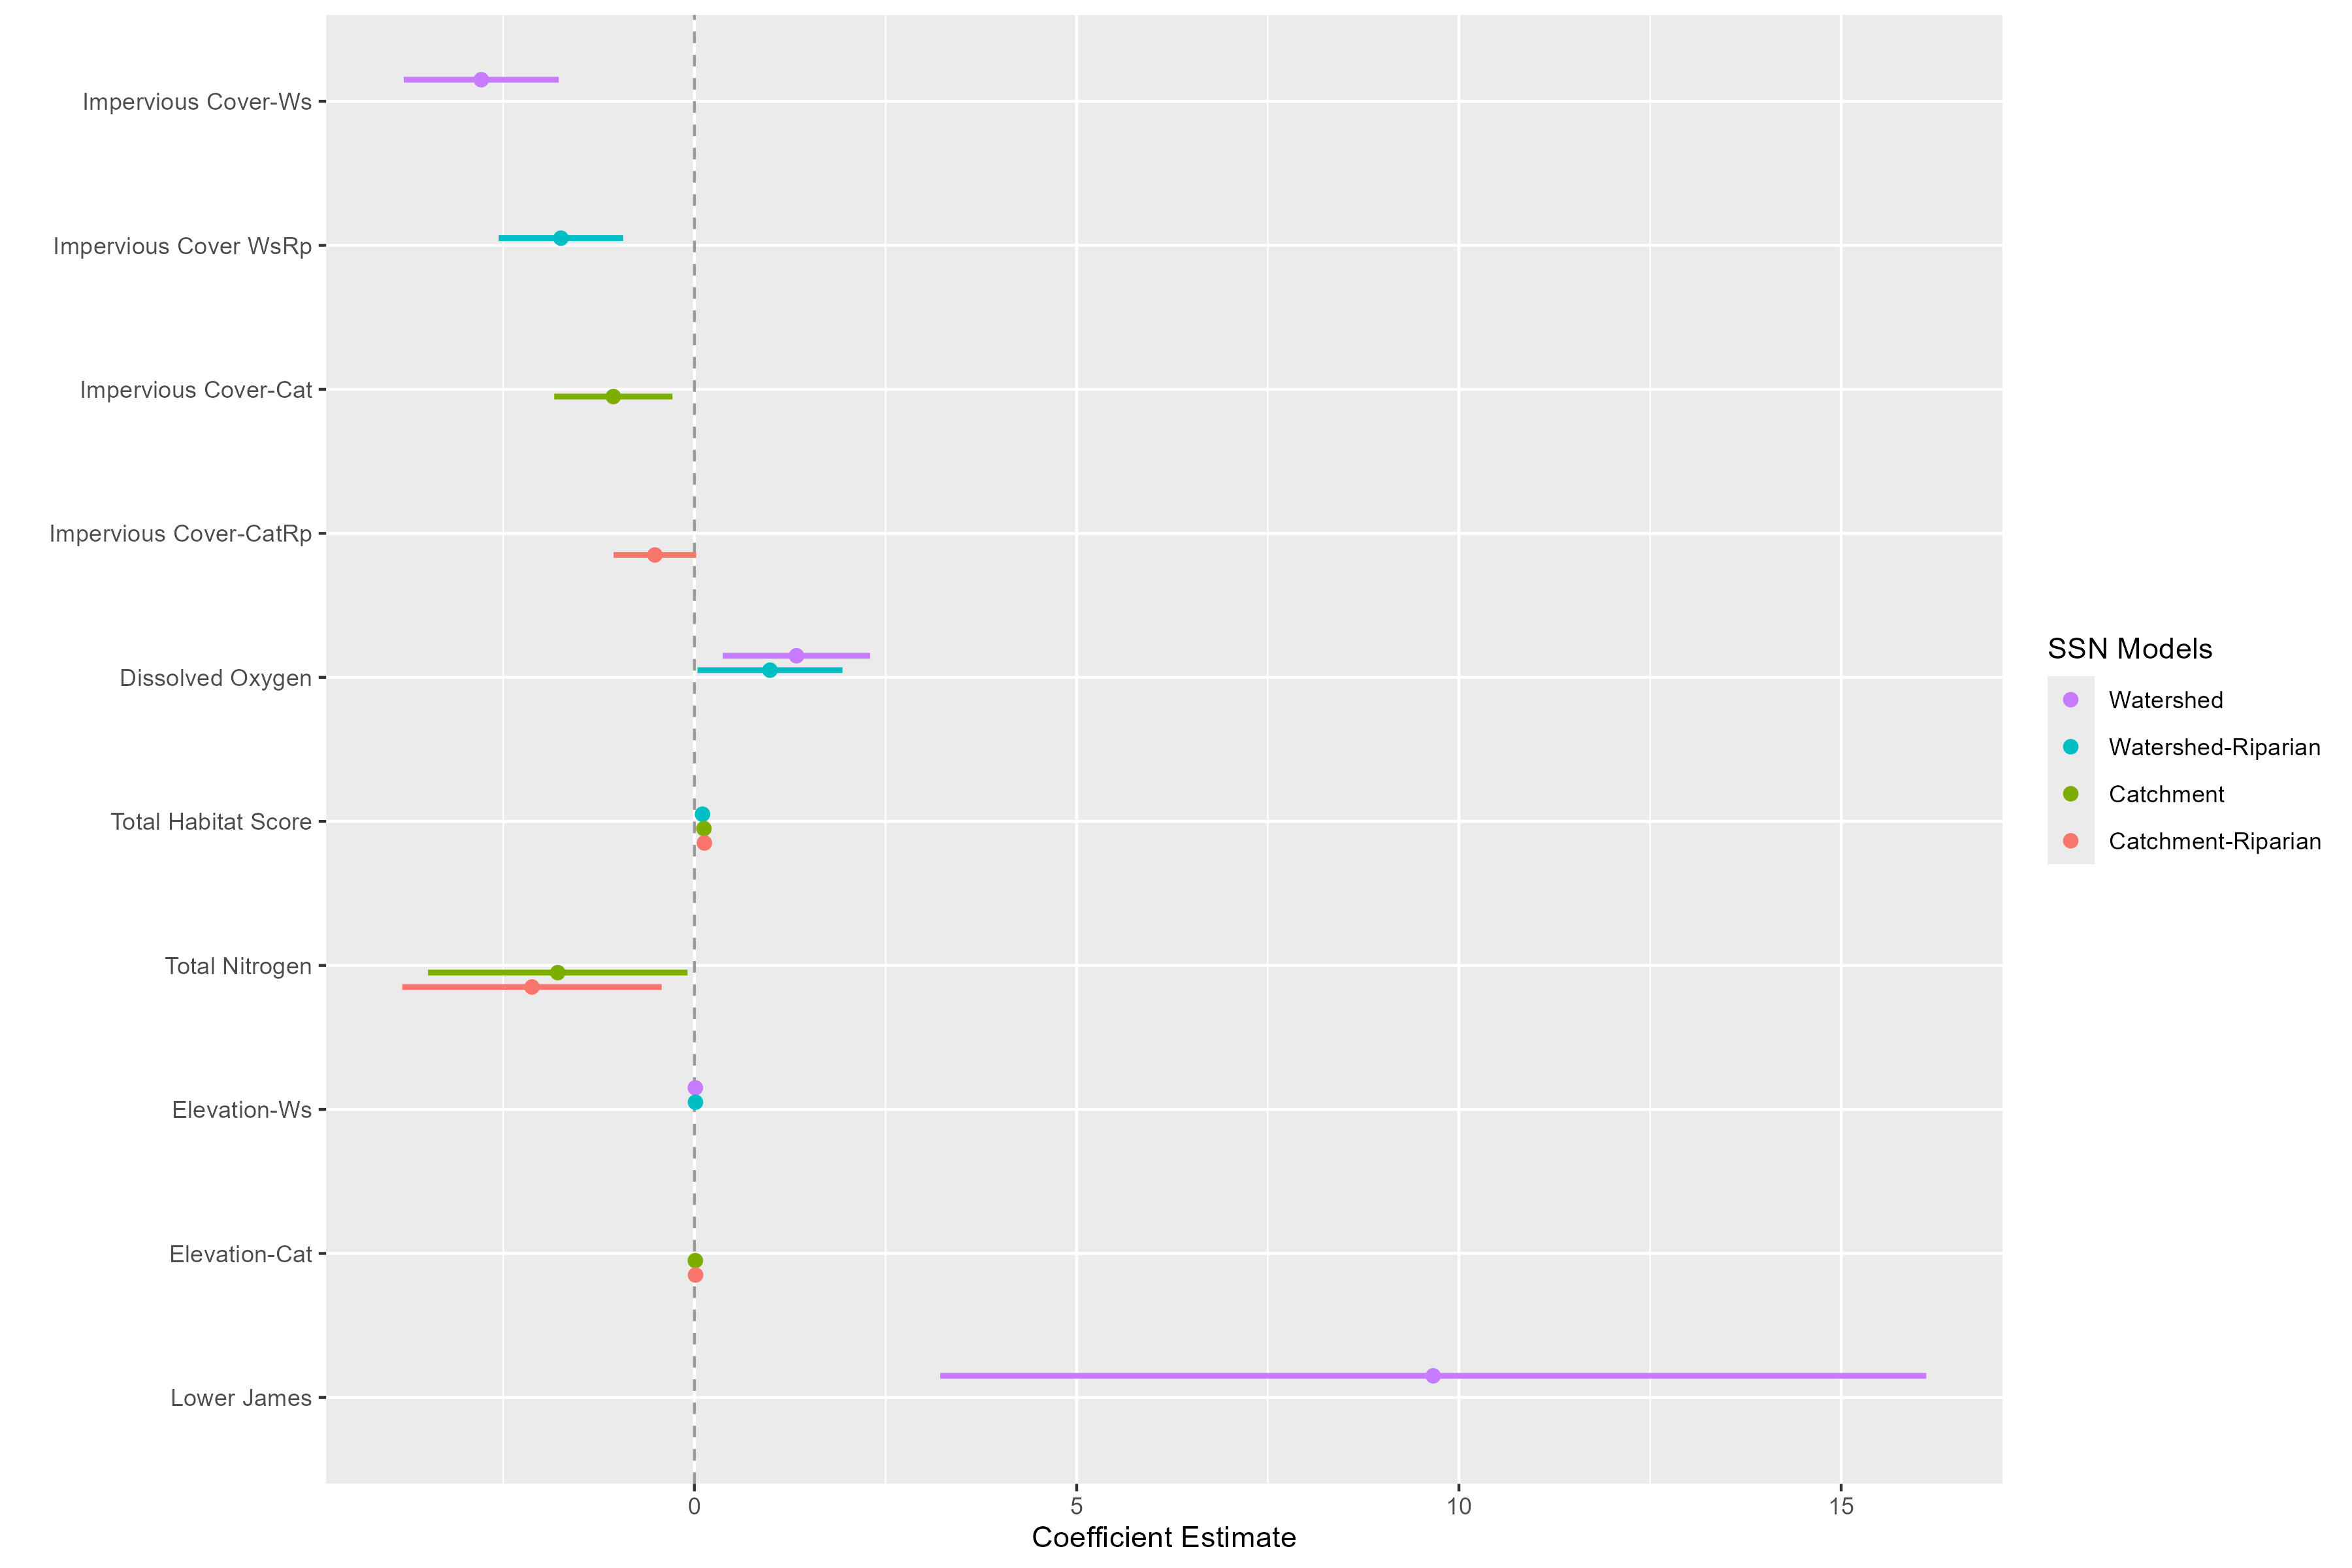 Impervious Cover-Ws
Impervious Cover WsRp
Impervious Cover-Cat
Impervious Cover-CatRp
Dissolved Oxygen
Total Habitat Score
Total Nitrogen
Elevation-Ws
Elevation-Cat
Lower James
0 5 10 15
Coefficient Estimate
SSN Models
Watershed
Watershed-Riparian
Catchment
Catchment-Riparian